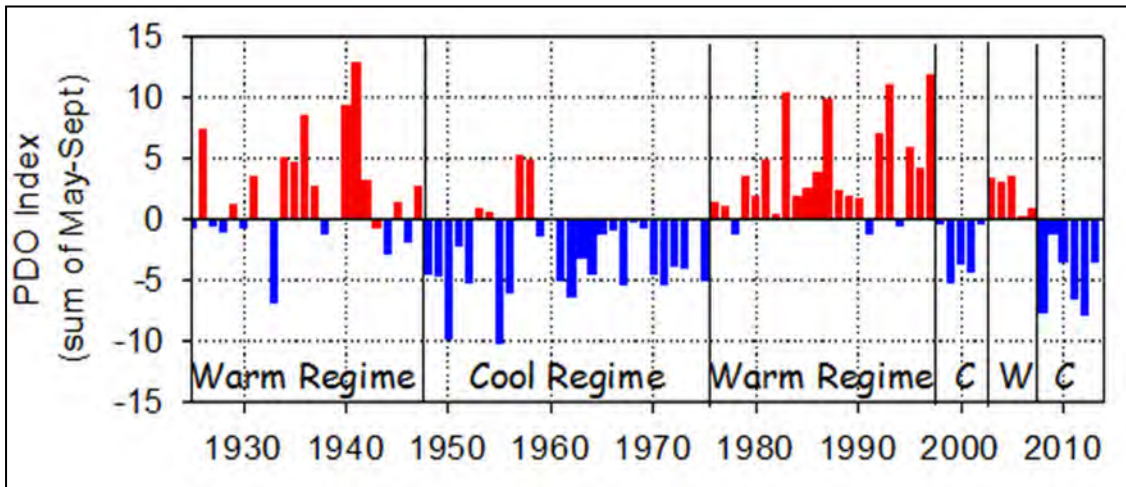 PDO Index
(sum of May-Sept)
15
10
5
0
-5
-10
-15
Warm Regime
Cool Regime
Warm Regime
C
W
C
1930
1940
1950
1960
1970
1980
1990
2000
2010